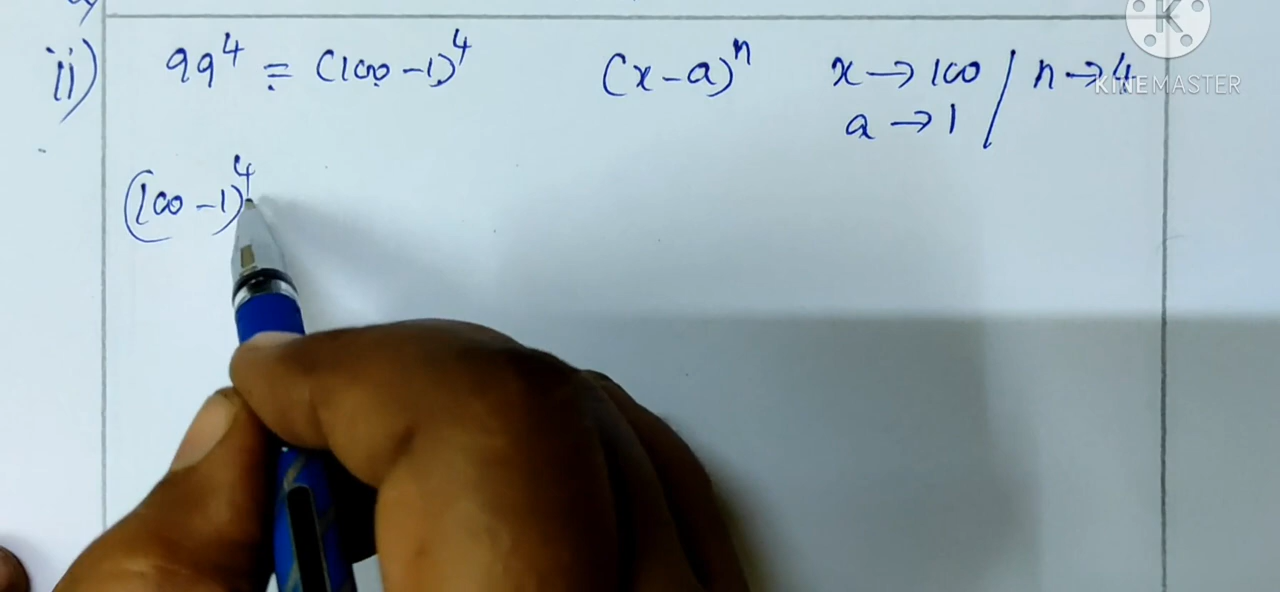 ii) 99⁴ = (100 - 1)⁴ (x - a)ⁿ x → 100 / n → 4
a → 1
(100 - 1)⁴
K
KINEMASTER